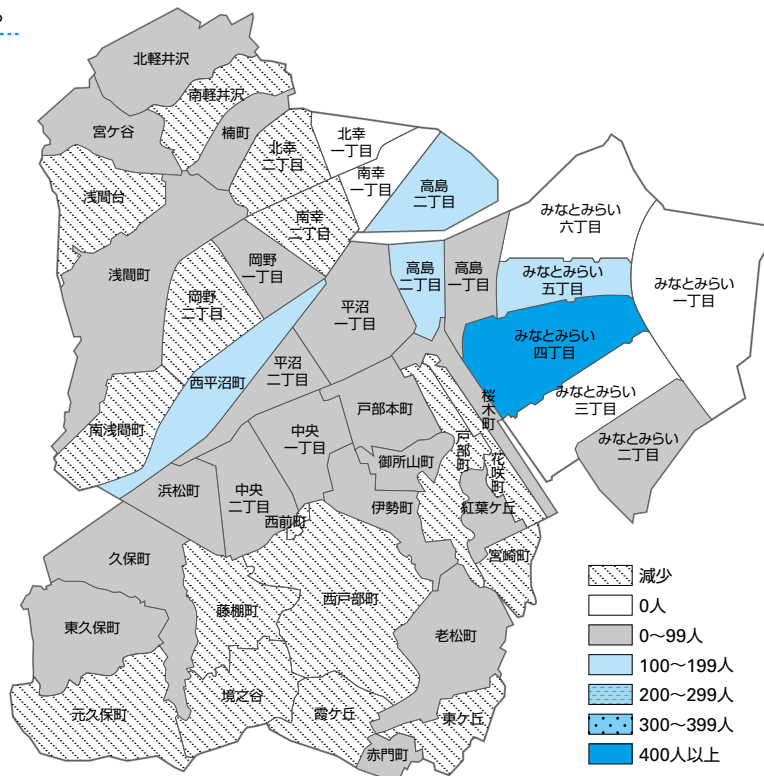 北軽井沢
南軽井沢
宮ケ谷
楠町
北幸
二丁目
北幸
一丁目
南幸
一丁目
高島
二丁目
浅間台
南幸
二丁目
みなとみらい
六丁目
浅間町
岡野
一丁目
高島
二丁目
高島
一丁目
みなとみらい
五丁目
みなとみらい
一丁目
岡野
二丁目
平沼
一丁目
みなとみらい
四丁目
西平沼町
平沼
二丁目
桜木町
みなとみらい
三丁目
南浅間町
戸部本町
中央
一丁目
戸部町
花咲町
みなとみらい
二丁目
御所山町
浜松町
中央
二丁目
西前町
伊勢町
紅葉ケ丘
久保町
宮崎町
東久保町
藤棚町
西戸部町
老松町
元久保町
境之谷
霞ケ丘
東ケ丘
赤門町
減少
0人
0〜99人
100〜199人
200〜299人
300〜399人
400人以上